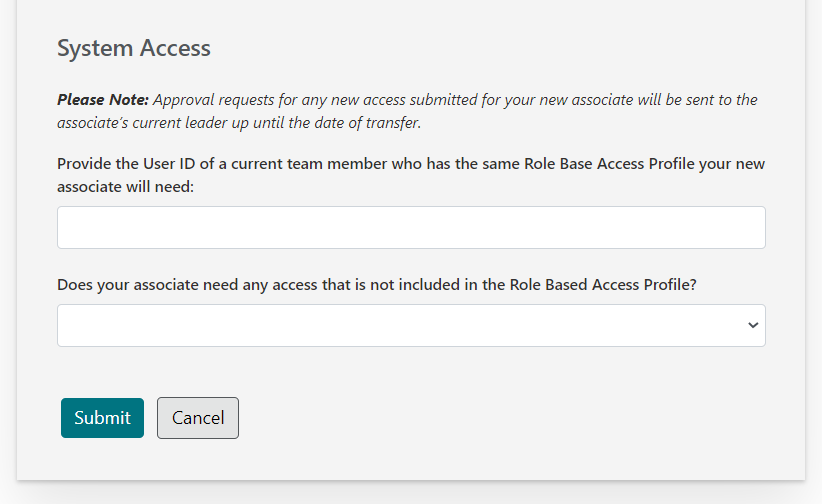 System Access
Please Note: Approval requests for any new access submitted for your new associate will be sent to the
associate's current leader up until the date of transfer.
Provide the User ID of a current team member who has the same Role Base Access Profile your new
associate will need:
Does your associate need any access that is not included in the Role Based Access Profile?
Submit Cancel